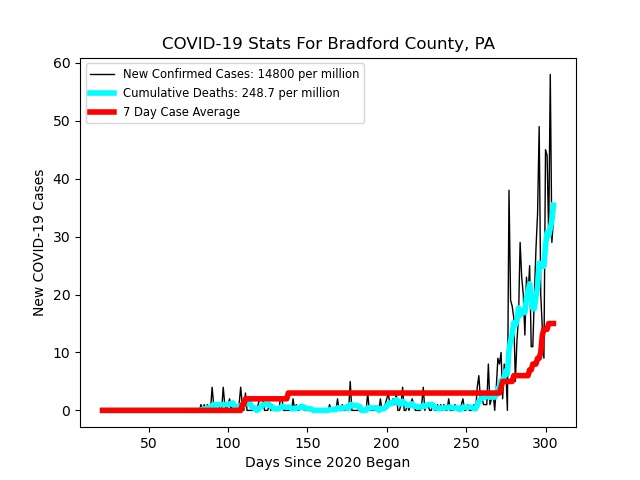 COVID-19 Stats For Bradford County, PA
New Confirmed Cases: 14800 per million
Cumulative Deaths: 248.7 per million
7 Day Case Average
60
50
40
30
20
10
0
New COVID-19 Cases
50 100 150 200 250 300
Days Since 2020 Began